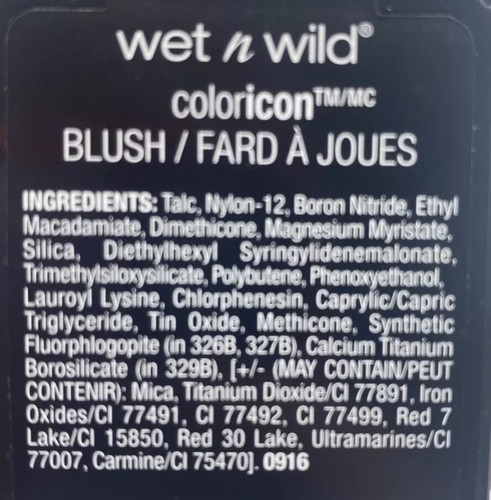 wet n wild®
coloricon™/MC
BLUSH / FARD À JOUES
INGREDIENTS: Talc, Nylon-12, Boron Nitride, Ethyl
Macadamiate, Dimethicone, Magnesium Myristate,
Silica, Diethylhexyl Syringylidenemalonate,
Trimethylsiloxysilicate, Polybutene, Phenoxyethanol,
Lauroyl Lysine, Chlorphenesin, Caprylic/Capric
Triglyceride, Tin Oxide, Methicone, Synthetic
Fluorphlogopite (in 326B, 327B), Calcium Titanium
Borosilicate (in 329B), [+/- (MAY CONTAIN/PEUT
CONTENIR): Mica, Titanium Dioxide/CI 77891, Iron
Oxides/CI 77491, CI 77492, CI 77499, Red 7
Lake/CI 15850, Red 30 Lake, Ultramarines/CI
77007, Carmine/CI 75470]. 0916